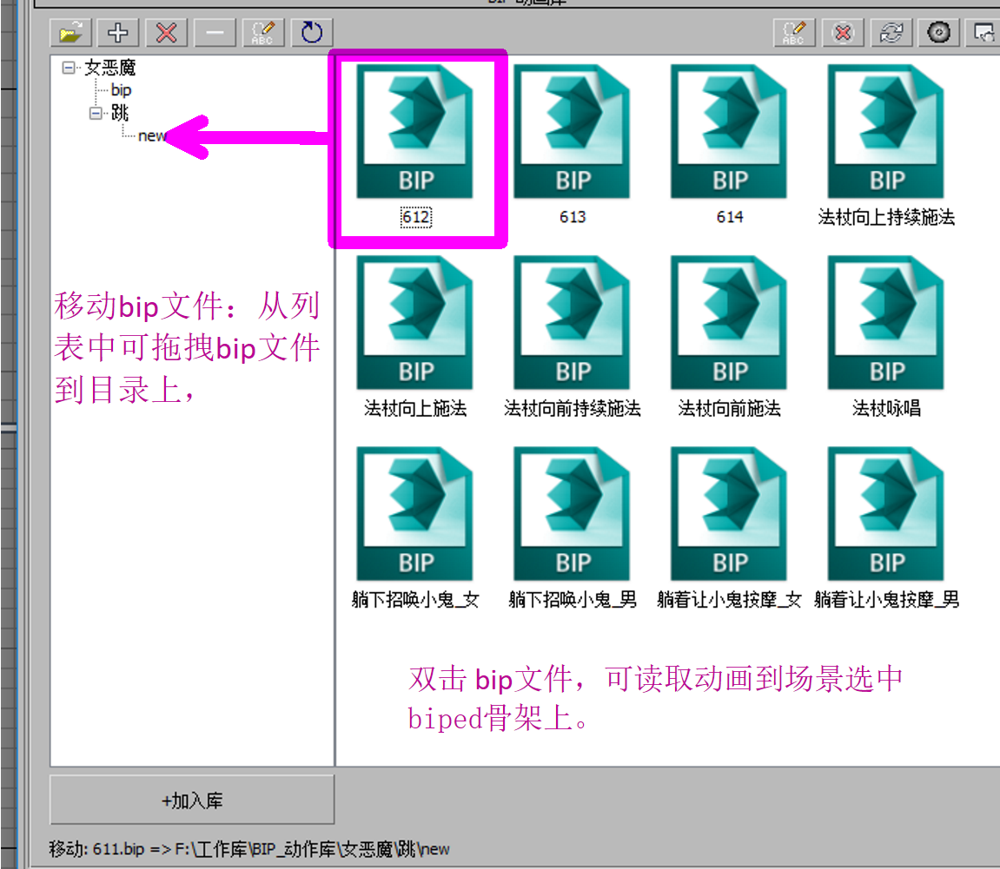 BIP 动画库
ABC
ABC
女恶魔
bip
跳
new
BIP
BIP
BIP
BIP
612
613
614
法杖向上持续施法
移动bip文件：从列
表中可拖拽bip文件
到目录上，
BIP
BIP
BIP
BIP
法杖向上施法
法杖向前持续施法
法杖向前施法
法杖咏唱
BIP
BIP
BIP
BIP
躺下招唤小鬼_女
躺下招唤小鬼_男
躺着让小鬼按摩_女
躺着让小鬼按摩_男
双击 bip文件，可读取动画到场景选中
biped骨架上。
+加入库
移动: 611.bip => F:\工作库\BIP_动作库\女恶魔\跳\new